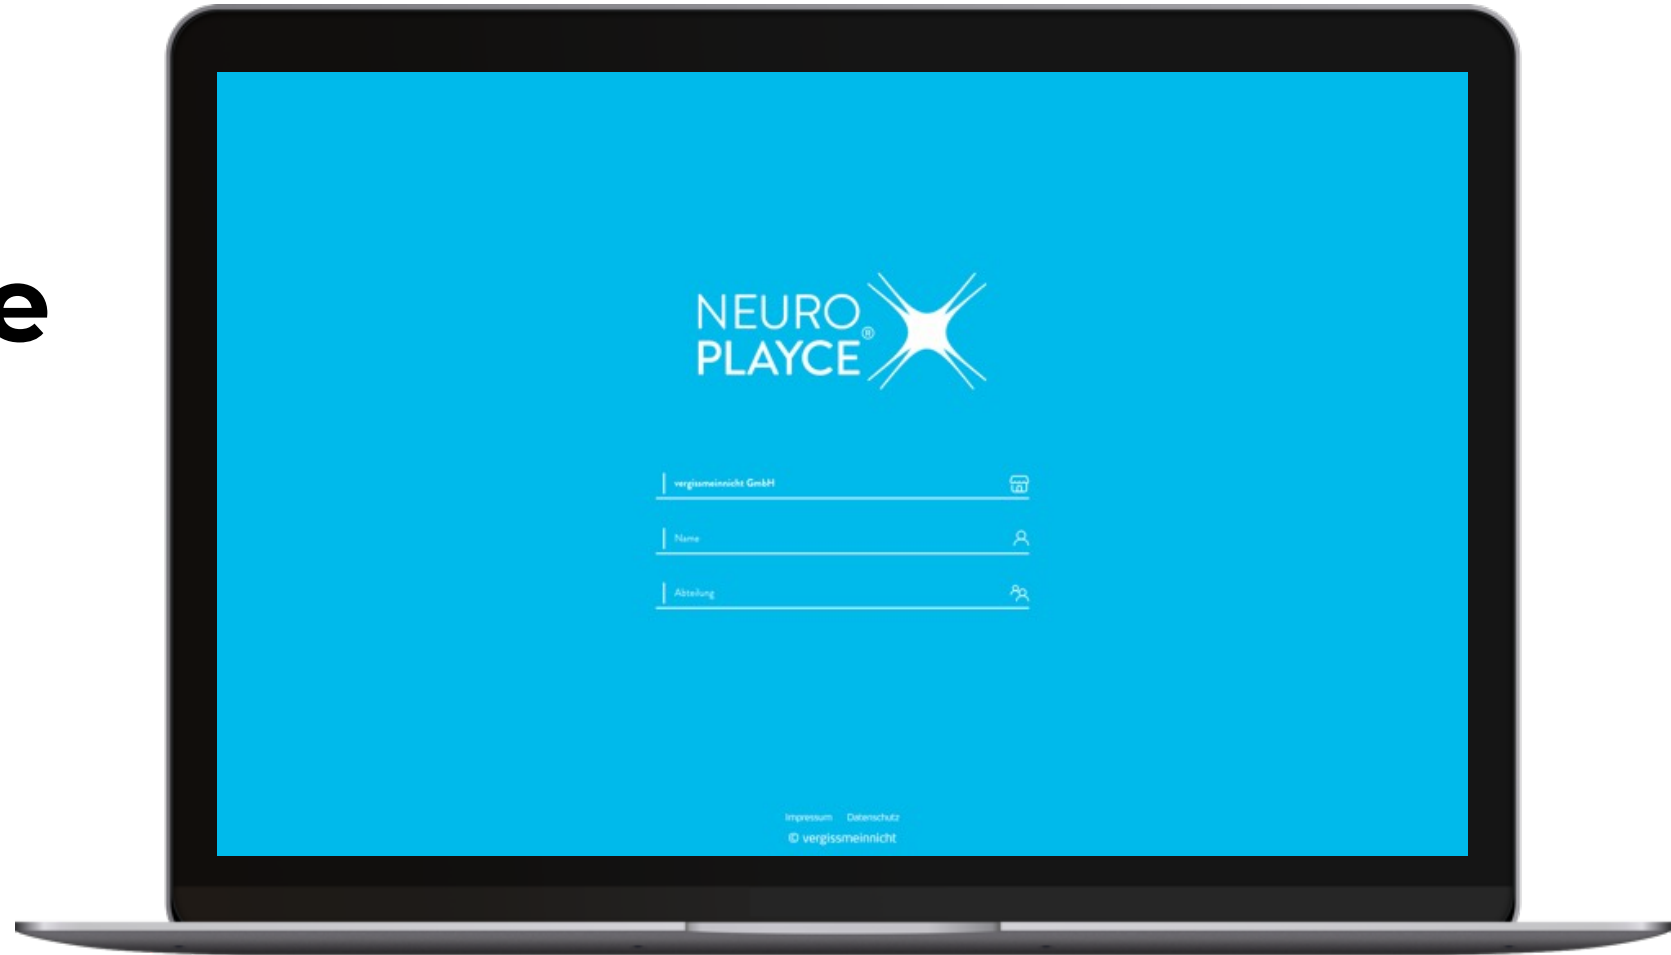 e
NEURO
PLAYCE®
vergissmeinnicht GmbH
Name
Abteilung
Impressum Datenschutz
© vergissmeinnicht